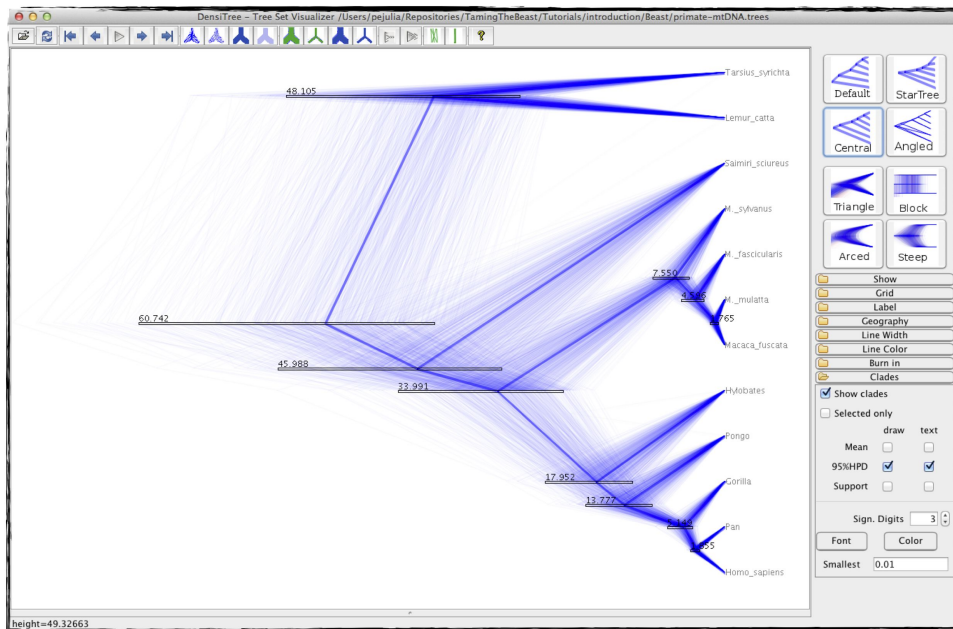 DensiTree - Tree Set Visualizer /Users/pejulia/Repositories/TamingTheBeast/Tutorials/introduction/Beast/primate-mtDNA.trees
?
Tarsius_syrichta
48.105
Lemur_catta
Saimiri_sciureus
M._sylvanus
M._fascicularis
7.550
M._mulatta
60.742
Macaca_fuscata
45.988
33.991
Hylobates
Pongo
17.952
Gorilla
13.777
Pan
Homo_sapiens
Default
StarTree
Central
Angled
Triangle
Block
Arced
Steep
Show
Grid
Label
Geography
Line Width
Line Color
Burn in
Clades
Show clades
Selected only
draw text
Mean
95%HPD
Support
Sign. Digits 3
Font Color
Smallest 0.01
height=49.32663